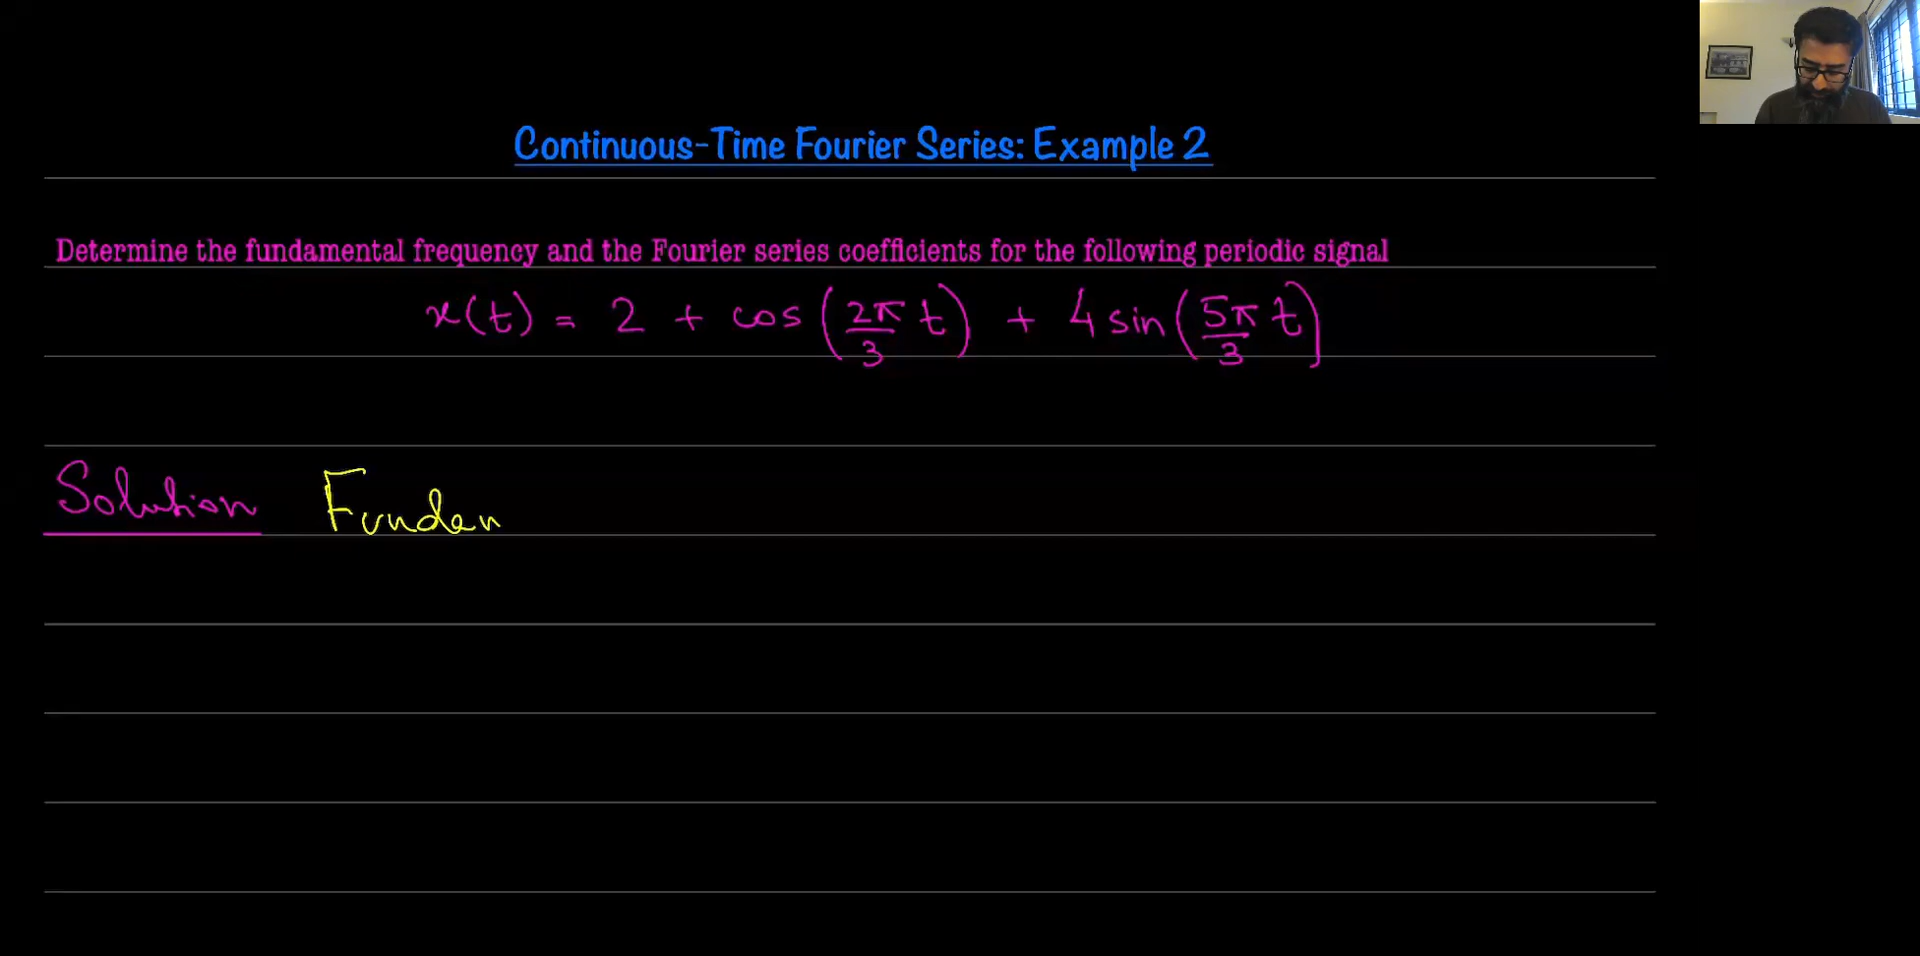 Continuous-Time Fourier Series: Example 2
Determine the fundamental frequency and the Fourier series coefficients for the following periodic signal
x(t) = 2 + cos(2π/3 t) + 4 sin(5π/3 t)
Solution Fundam